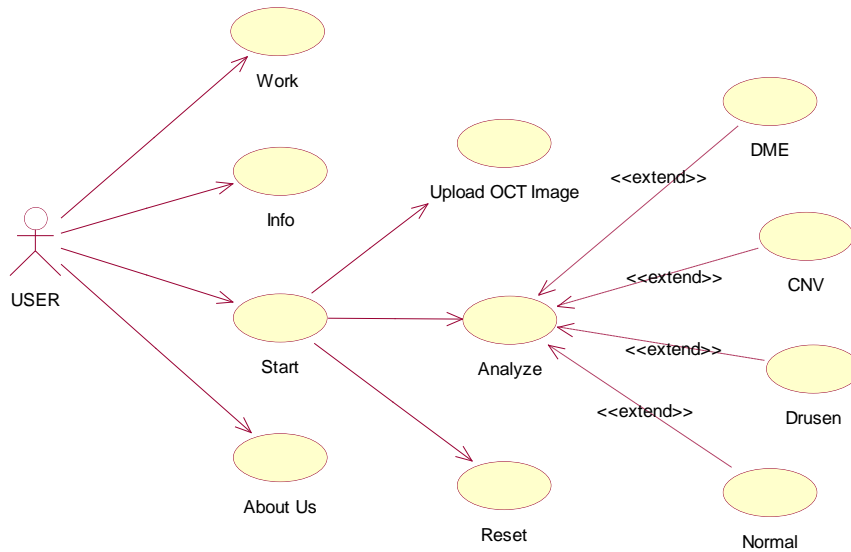 Work
DME
Upload OCT Image
<<extend>>
Info
USER
<<extend>>
CNV
Start
Analyze
<<extend>>
Drusen
<<extend>>
About Us
Reset
Normal